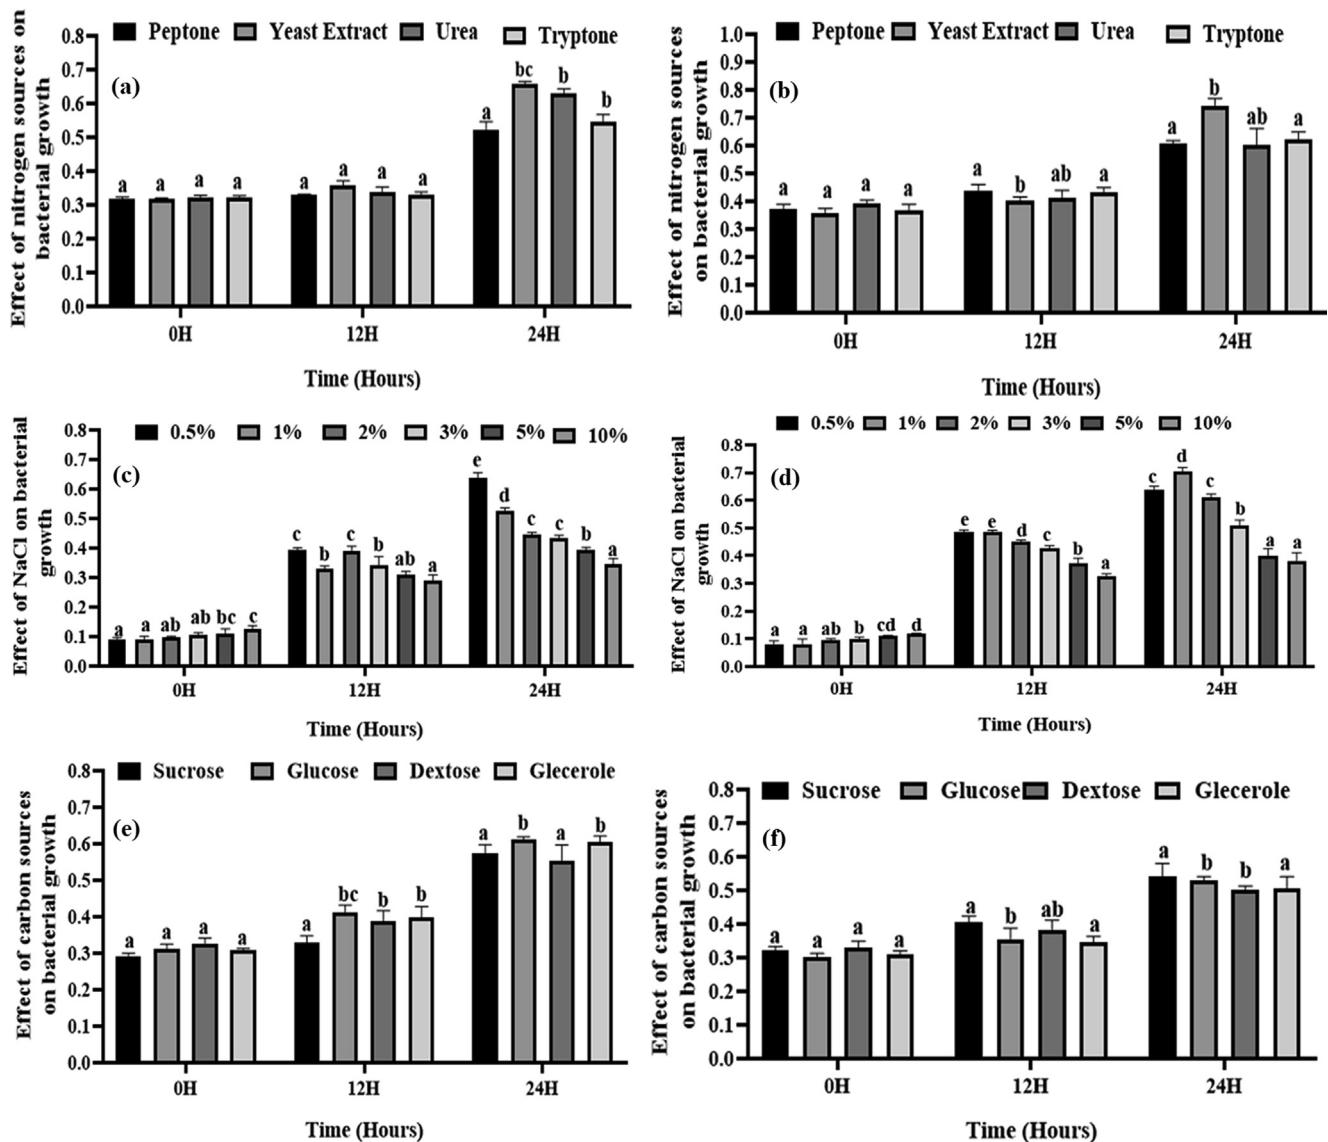 Effect of nitrogen sources on
bacterial growth
Peptone Yeast Extract Urea Tryptone
(a)
0.8
0.7
0.6
0.5
0.4
0.3
0.2
0.1
0.0
a a a a
a a a a
a bc b b
0H 12H 24H
Time (Hours)
Effect of nitrogen sources
on bacterial growth
Peptone Yeast Extract Urea Tryptone
(b)
1.0
0.9
0.8
0.7
0.6
0.5
0.4
0.3
0.2
0.1
0.0
a a a a
a b ab a
a b ab a
0H 12H 24H
Time (Hours)
Effect of NaCl on bacterial
growth
0.5% 1% 2% 3% 5% 10%
(c)
0.8
0.7
0.6
0.5
0.4
0.3
0.2
0.1
0.0
a a ab ab bc c
c b c b ab a
e d c c b a
0H 12H 24H
Time (Hours)
Effect of NaCl on bacterial
growth
0.5% 1% 2% 3% 5% 10%
(d)
0.8
0.7
0.6
0.5
0.4
0.3
0.2
0.1
0.0
a a ab b cd d
e e d c b a
c d c b a a
0H 12H 24H
Time (Hours)
Effect of carbon sources
on bacterial growth
Sucrose Glucose Dextose Glecerole
(e)
0.8
0.7
0.6
0.5
0.4
0.3
0.2
0.1
0.0
a a a a
a bc b b
a b a b
0H 12H 24H
Time (Hours)
Effect of carbon sources
on bacterial growth
Sucrose Glucose Dextose Glecerole
(f)
0.8
0.7
0.6
0.5
0.4
0.3
0.2
0.1
0.0
a a a a
a b ab a
a b b a
0H 12H 24H
Time (Hours)